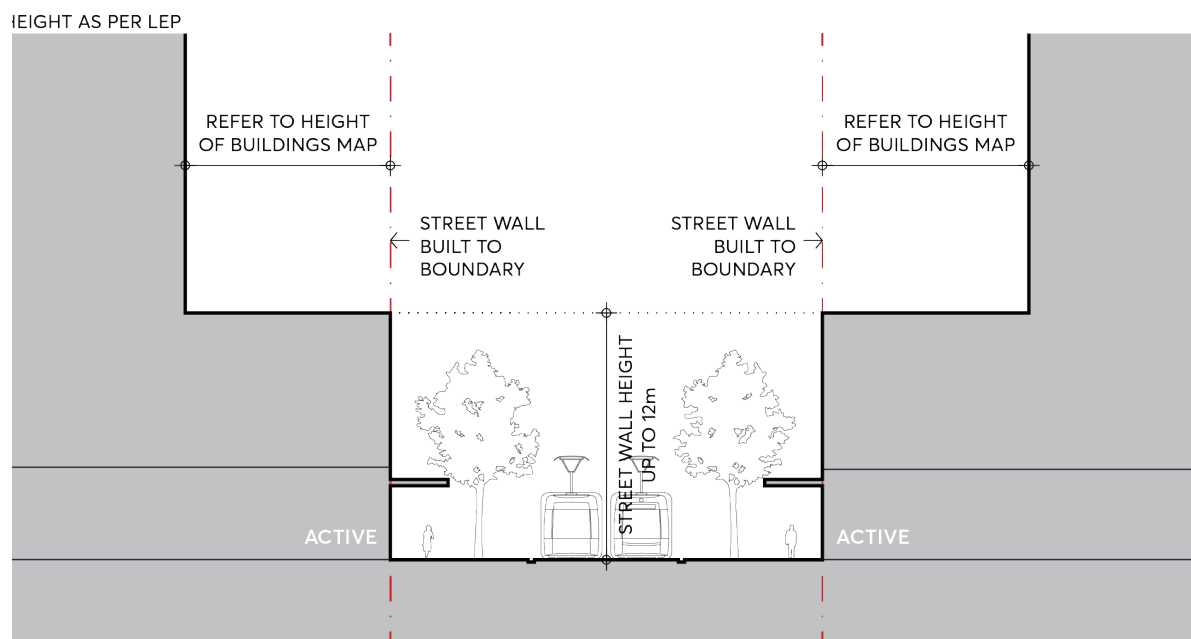 HEIGHT AS PER LEP
REFER TO HEIGHT
OF BUILDINGS MAP
REFER TO HEIGHT
OF BUILDINGS MAP
STREET WALL
BUILT TO
BOUNDARY
STREET WALL
BUILT TO
BOUNDARY
STREET WALL HEIGHT
UP TO 12m
ACTIVE
ACTIVE